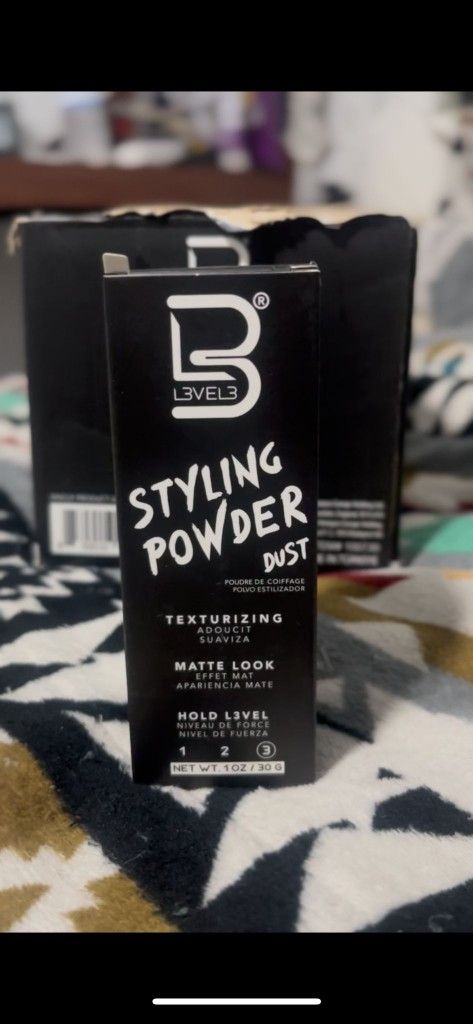 ®
L3VEL3
STYLING
POWDER
DUST
POUDRE DE COIFFAGE
POLVO ESTILIZADOR
TEXTURIZING
ADOUCIT
SUAVIZA
MATTE LOOK
EFFET MAT
APARIENCIA MATE
HOLD L3VEL
NIVEAU DE FORCE
NIVEL DE FUERZA
1 2 3
NET WT. 1 OZ / 30 G